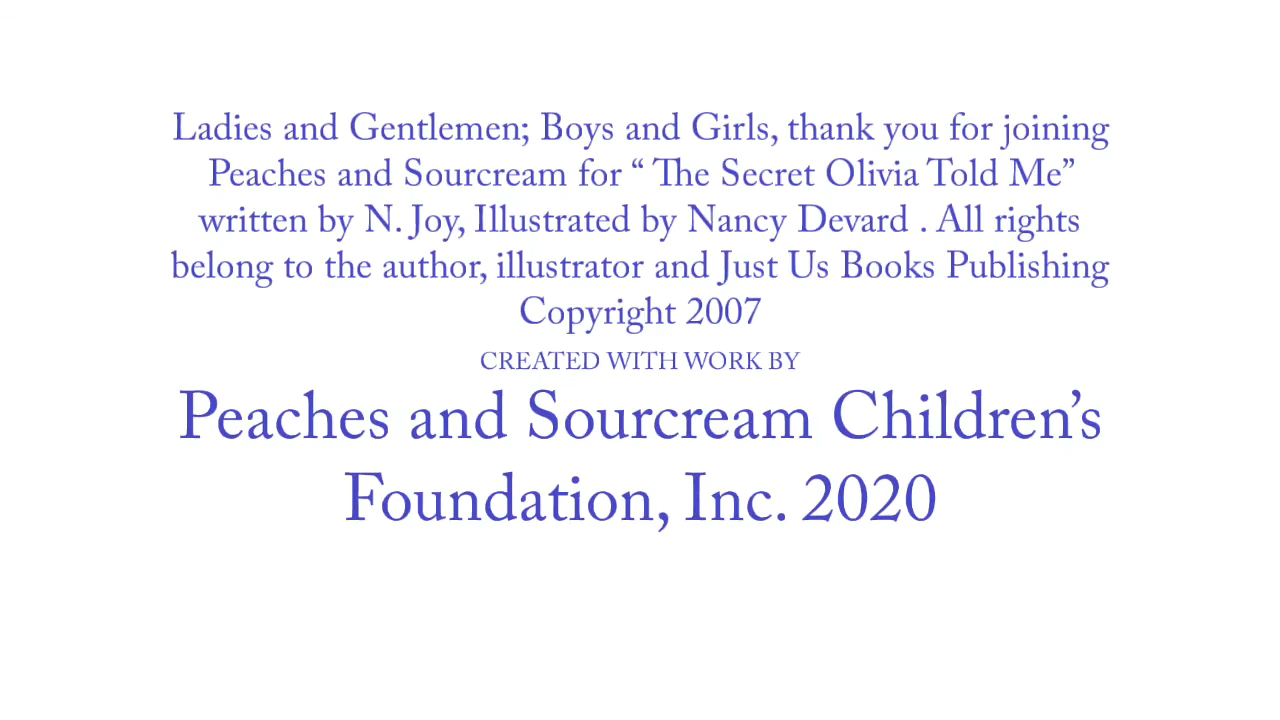 Ladies and Gentlemen; Boys and Girls, thank you for joining
Peaches and Sourcream for “ The Secret Olivia Told Me”
written by N. Joy, Illustrated by Nancy Devard . All rights
belong to the author, illustrator and Just Us Books Publishing
Copyright 2007
CREATED WITH WORK BY
Peaches and Sourcream Children’s
Foundation, Inc. 2020